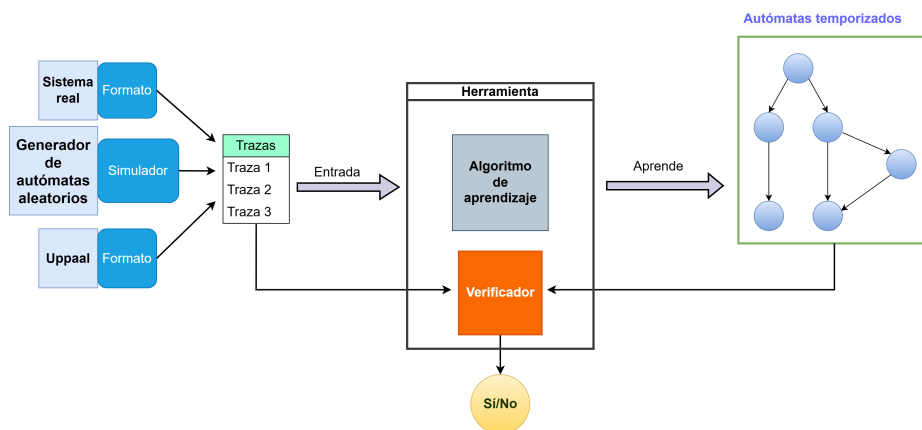 Autómatas temporizados
Sistema
real
Formato
Generador
de
autómatas
aleatorios
Simulador
Uppaal
Formato
Trazas
Traza 1
Traza 2
Traza 3
Entrada
Herramienta
Algoritmo
de
aprendizaje
Verificador
Sí/No
Aprende